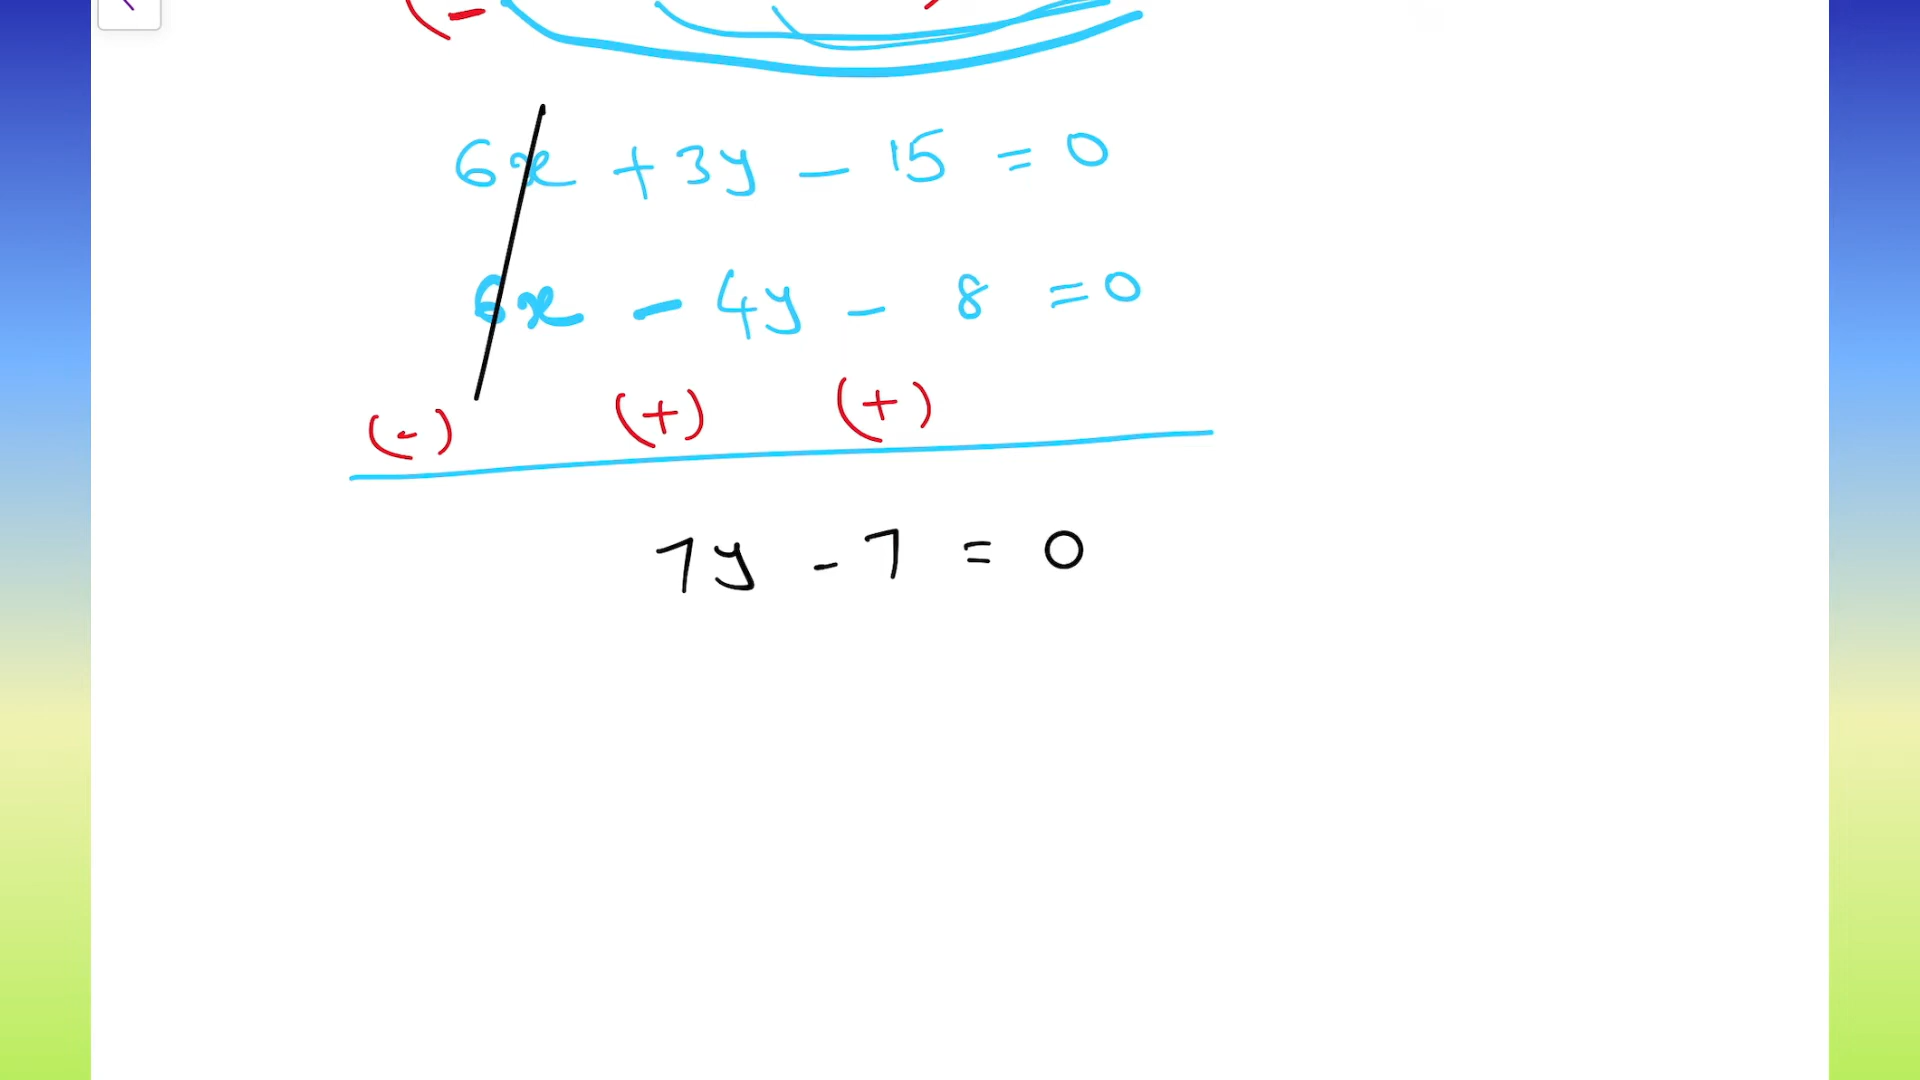 (-
6x + 3y - 15 = 0
6x - 4y - 8 = 0
(-) (+) (+)
7y - 7 = 0